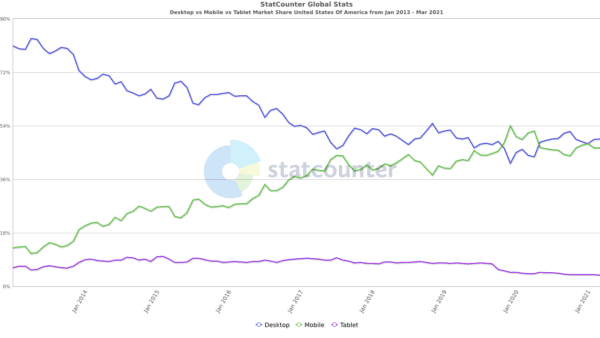 StatCounter Global Stats
Desktop vs Mobile vs Tablet Market Share United States Of America from Jan 2013 - Mar 2021
72%
54%
36%
18%
0%
statcounter
Jan 2014
Jan 2015
Jan 2016
Jan 2017
Jan 2018
Jan 2019
Jan 2020
Jan 2021
Desktop Mobile Tablet